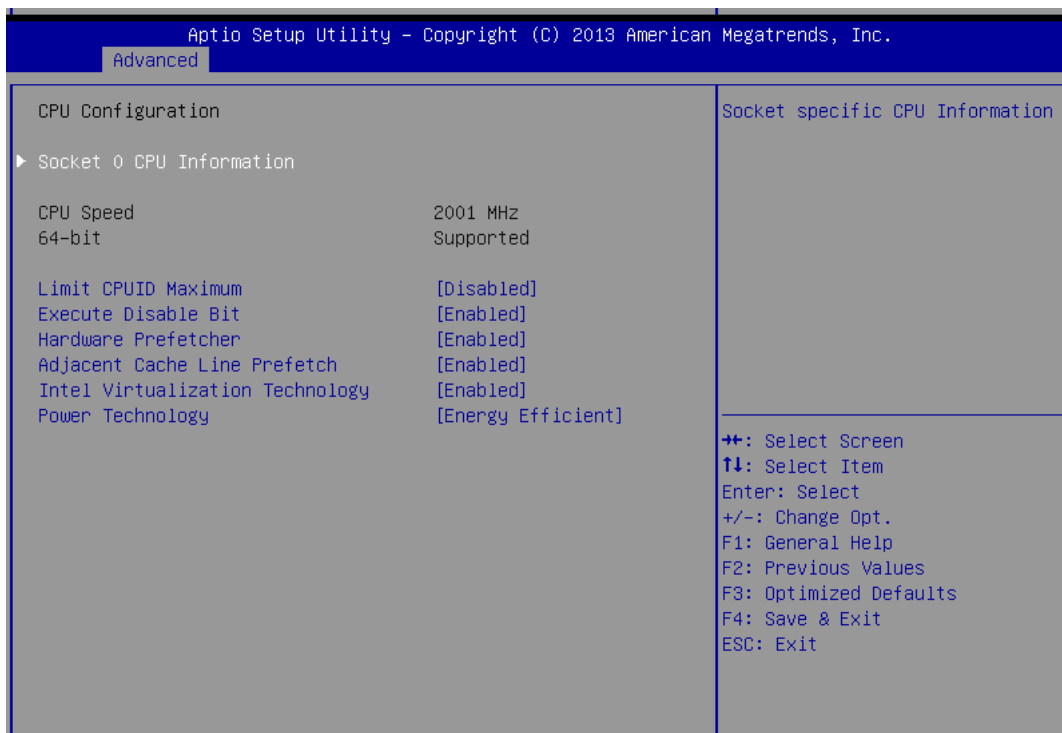 Aptio Setup Utility – Copyright (C) 2013 American Megatrends, Inc.
Advanced
CPU Configuration
Socket 0 CPU Information
CPU Speed 2001 MHz
64-bit Supported
Limit CPUID Maximum [Disabled]
Execute Disable Bit [Enabled]
Hardware Prefetcher [Enabled]
Adjacent Cache Line Prefetch [Enabled]
Intel Virtualization Technology [Enabled]
Power Technology [Energy Efficient]
Socket specific CPU Information
→←: Select Screen
↑↓: Select Item
Enter: Select
+/-: Change Opt.
F1: General Help
F2: Previous Values
F3: Optimized Defaults
F4: Save & Exit
ESC: Exit